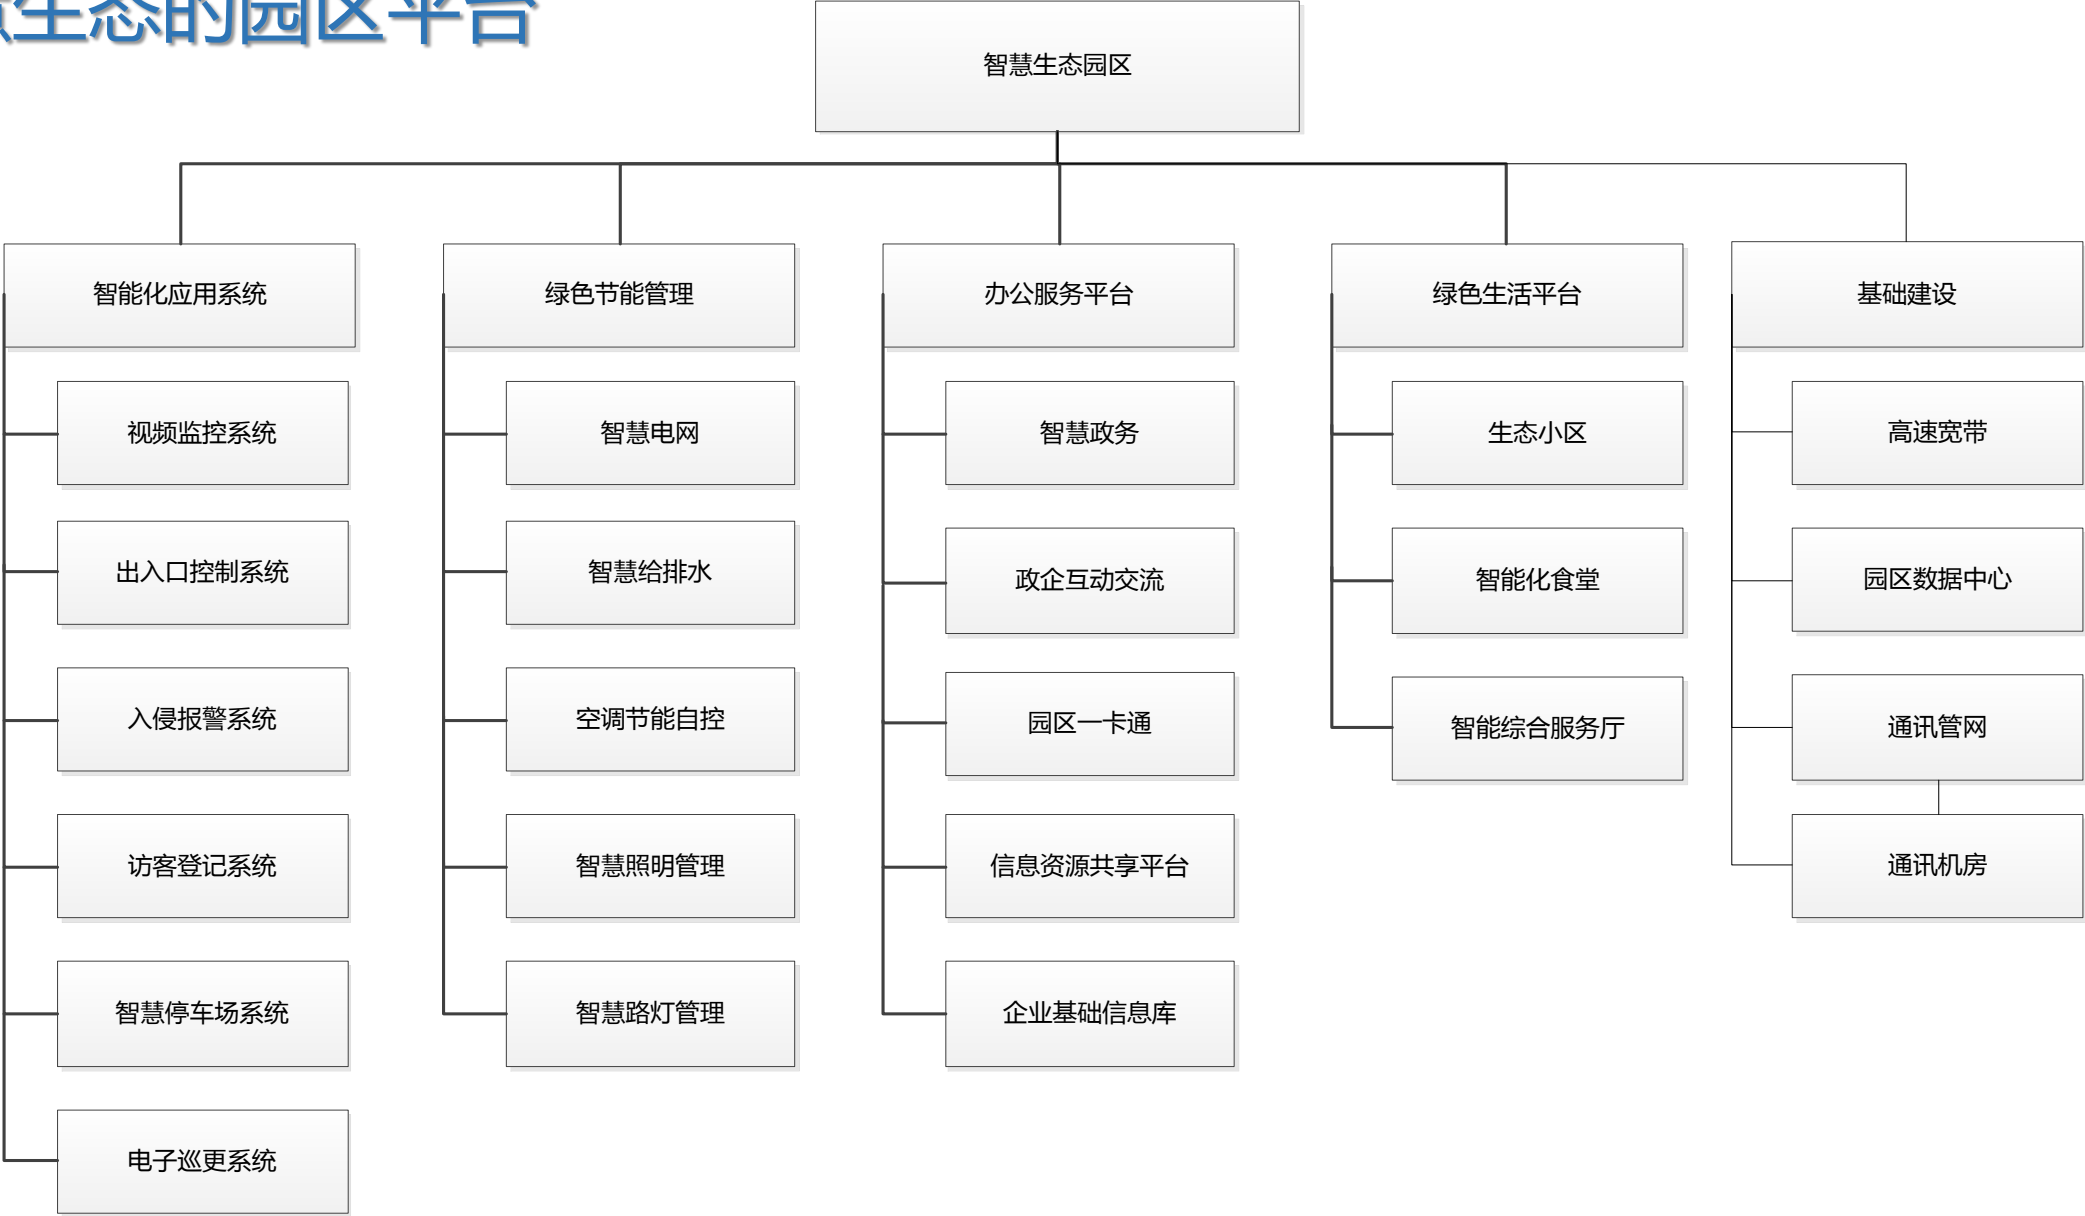 生态的园区平台
智慧生态园区
智能化应用系统
视频监控系统
出入口控制系统
入侵报警系统
访客登记系统
智慧停车场系统
电子巡更系统
绿色节能管理
智慧电网
智慧给排水
空调节能自控
智慧照明管理
智慧路灯管理
办公服务平台
智慧政务
政企互动交流
园区一卡通
信息资源共享平台
企业基础信息库
绿色生活平台
生态小区
智能化食堂
智能综合服务厅
基础建设
高速宽带
园区数据中心
通讯管网
通讯机房